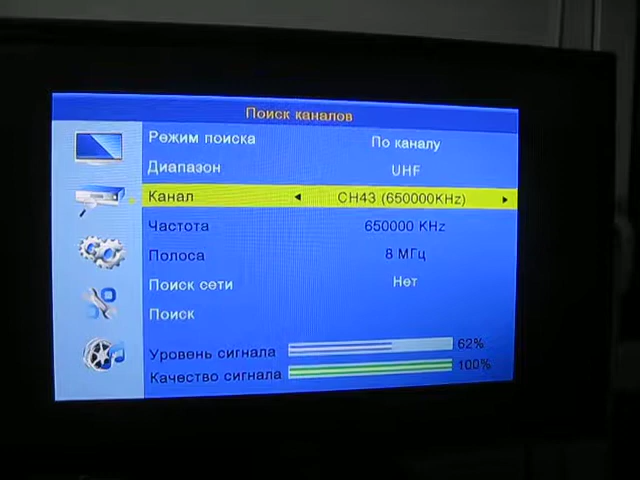 Поиск каналов
Режим поиска По каналу
Диапазон UHF
Канал CH43 (650000KHz)
Частота 650000 KHz
Полоса 8 МГц
Поиск сети Нет
Поиск
Уровень сигнала 62%
Качество сигнала 100%